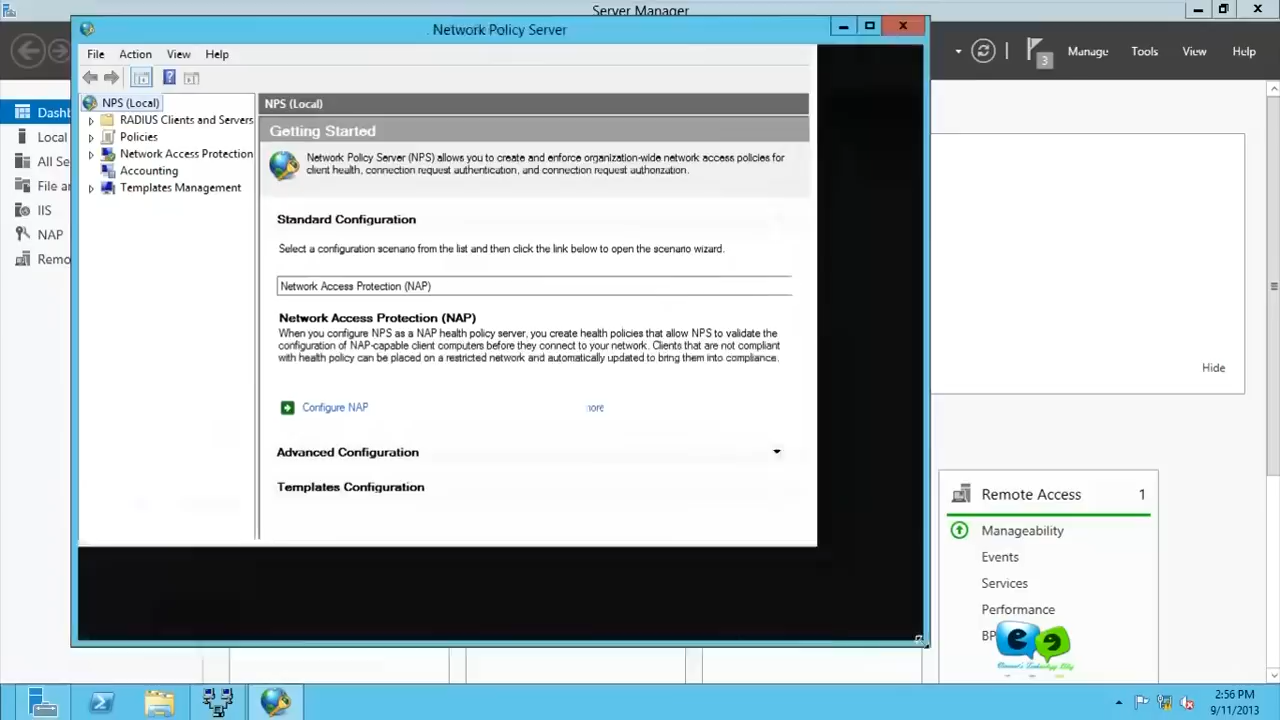 Server Manager
Network Policy Server
File Action View Help
Manage Tools View Help
3
NPS (Local)
RADIUS Clients and Servers
Policies
Network Access Protection
Accounting
Templates Management
NPS (Local)
Getting Started
Network Policy Server (NPS) allows you to create and enforce organization-wide network access policies for
client health, connection request authentication, and connection request authorization.
Standard Configuration
Select a configuration scenario from the list and then click the link below to open the scenario wizard.
Network Access Protection (NAP)
Network Access Protection (NAP)
When you configure NPS as a NAP health policy server, you create health policies that allow NPS to validate the
configuration of NAP-capable client computers before they connect to your network. Clients that are not compliant
with health policy can be placed on a restricted network and automatically updated to bring them into compliance.
Configure NAP
more
Advanced Configuration
Templates Configuration
Dashb
Local
All Se
File an
IIS
NAP
Remo
Hide
Remote Access 1
Manageability
Events
Services
Performance
BP
2:56 PM
9/11/2013